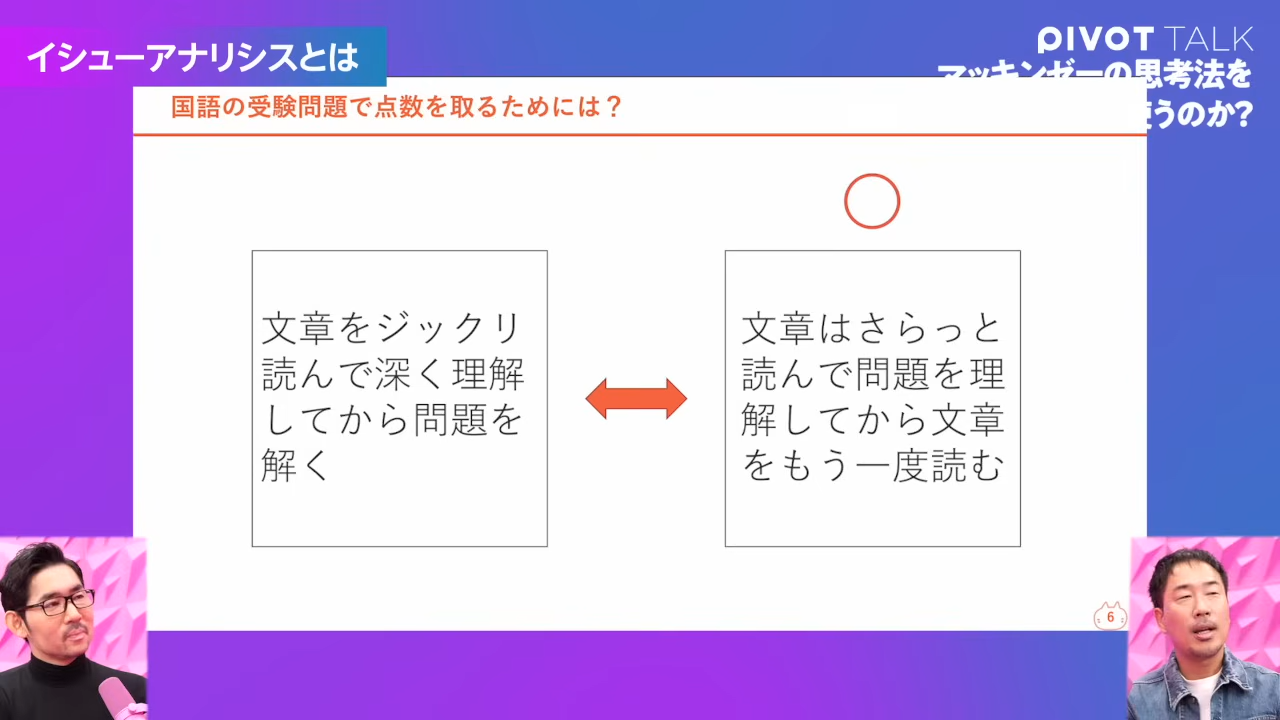 イシューアナリシスとは
PIVOT TALK
マッキンゼーの思考法を
うのか?
国語の受験問題で点数を取るためには？
文章をジックリ
読んで深く理解
してから問題を
解く
文章はさらっと
読んで問題を理
解してから文章
をもう一度読む
6